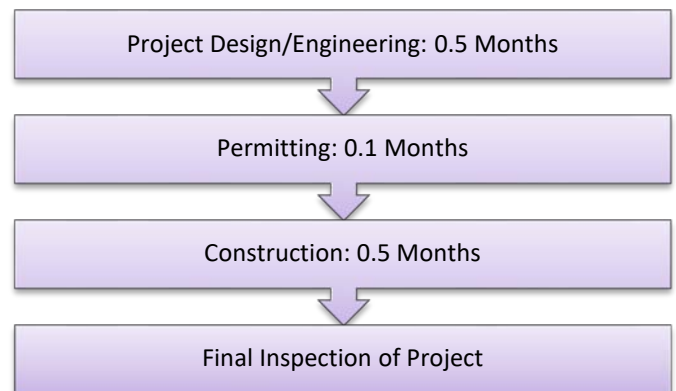 Project Design/Engineering: 0.5 Months
Permitting: 0.1 Months
Construction: 0.5 Months
Final Inspection of Project